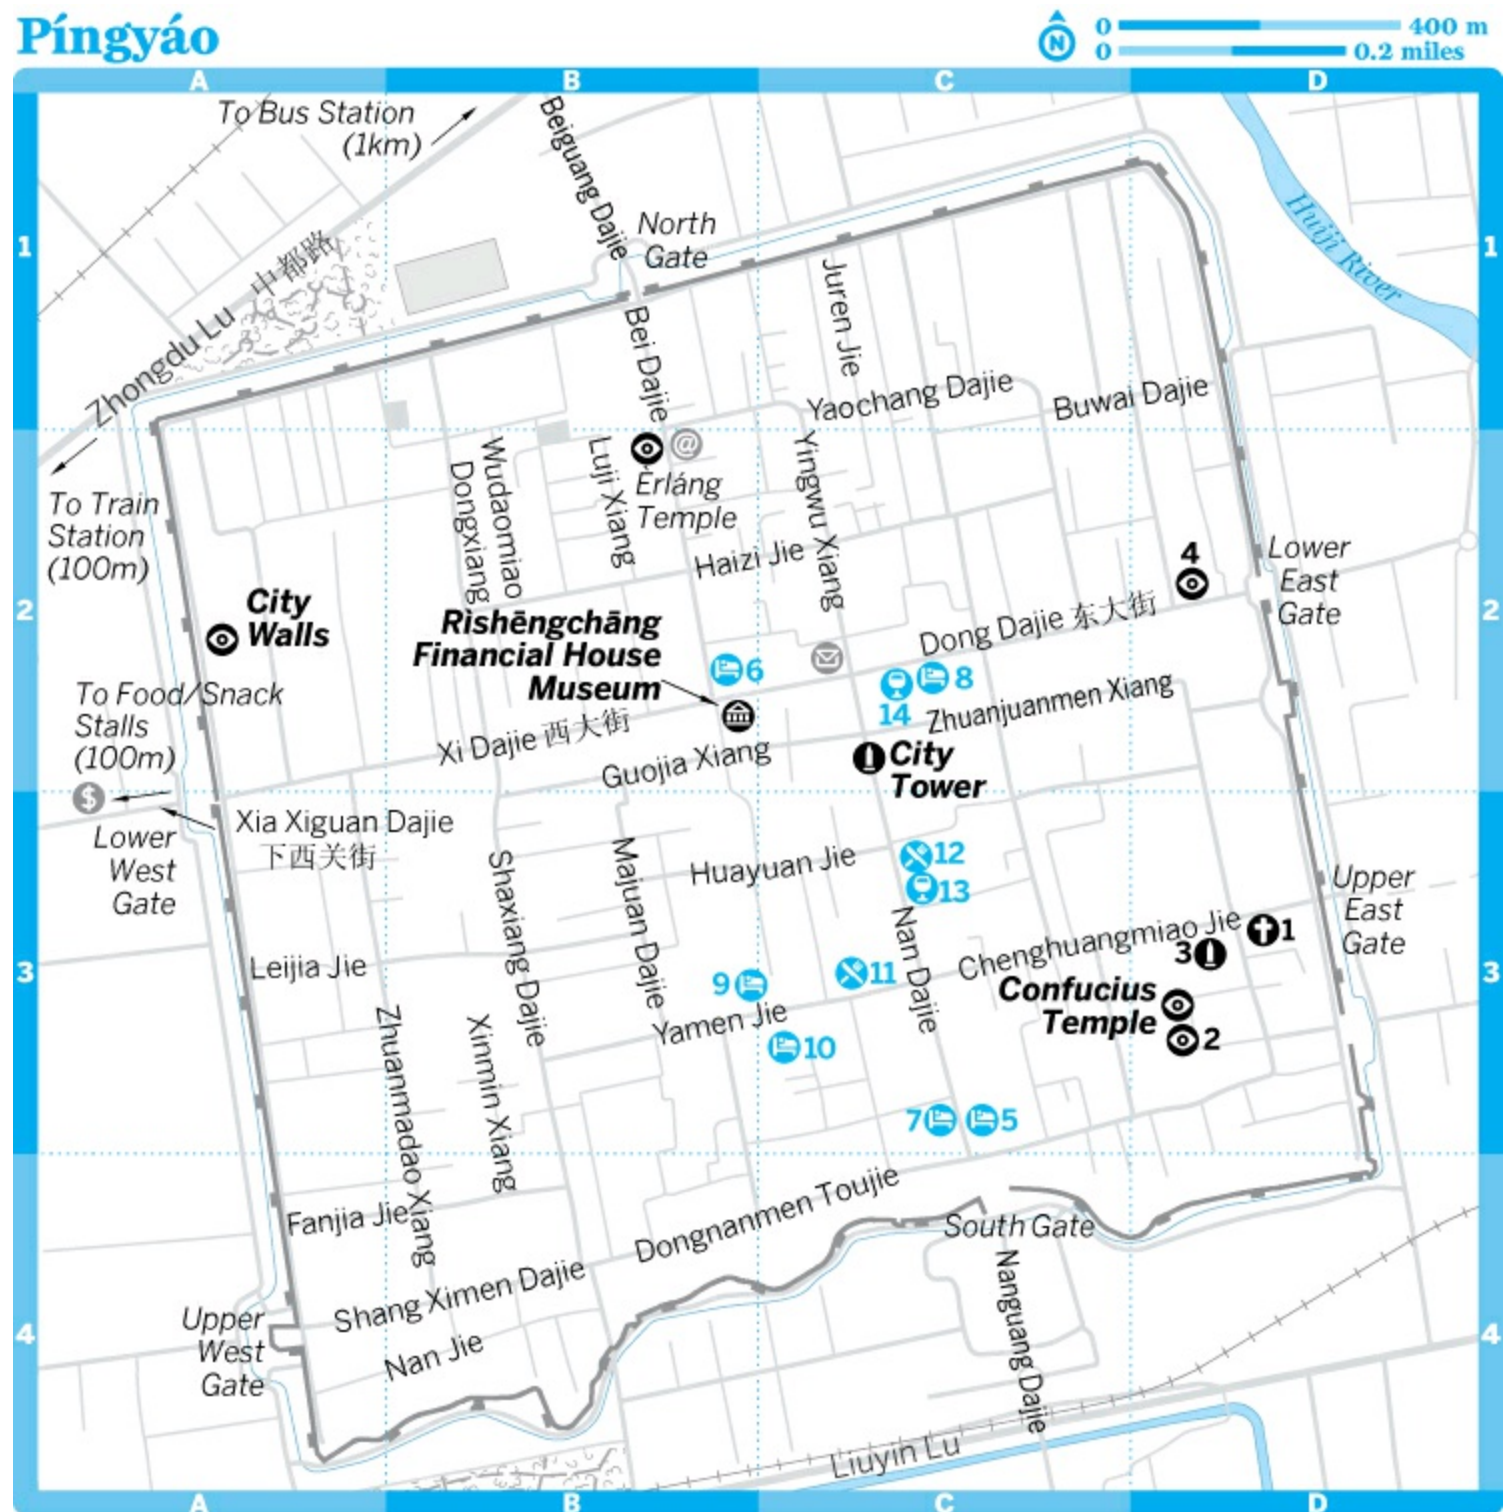 Píngyáo
N
0 400 m
0 0.2 miles
A B C D
To Bus Station
(1km)
Beiguang Dajie
North
Gate
Huiji River
1 1
Zhongdu Lu 中都路
Juren Jie
Bei Dajie
Yaochang Dajie
Buwai Dajie
To Train
Station
(100m)
Wudaomiao
Dongxiang
Luji Xiang
@
Erláng
Temple
Yingwu Xiang
Haizi Jie
4
Lower
East
Gate
City
Walls
2 2
Rìshēngchāng
Financial House
Museum
Dong Dajie 东大街
6
8
14
To Food/Snack
Stalls
(100m)
Zhuanjuanmen Xiang
Xi Dajie 西大街
Guojia Xiang
City
Tower
$
Lower
West
Gate
Xia Xiguan Dajie
下西关街
Shaxiang Dajie
Majuan Dajie
Huayuan Jie
12
13
Upper
East
Gate
Nan Dajie
Chenghuangmiao Jie
1
3
3 3
Leijia Jie
9
11
Confucius
Temple
2
Yamen Jie
10
Zhuanmadao Xiang
Xinmin Xiang
7
5
Fanjia Jie
Dongnanmen Toujie
South Gate
Shang Ximen Dajie
Upper
West
Gate
Nan Jie
Nanguang Dajie
4 4
Liuyin Lu
A B C D